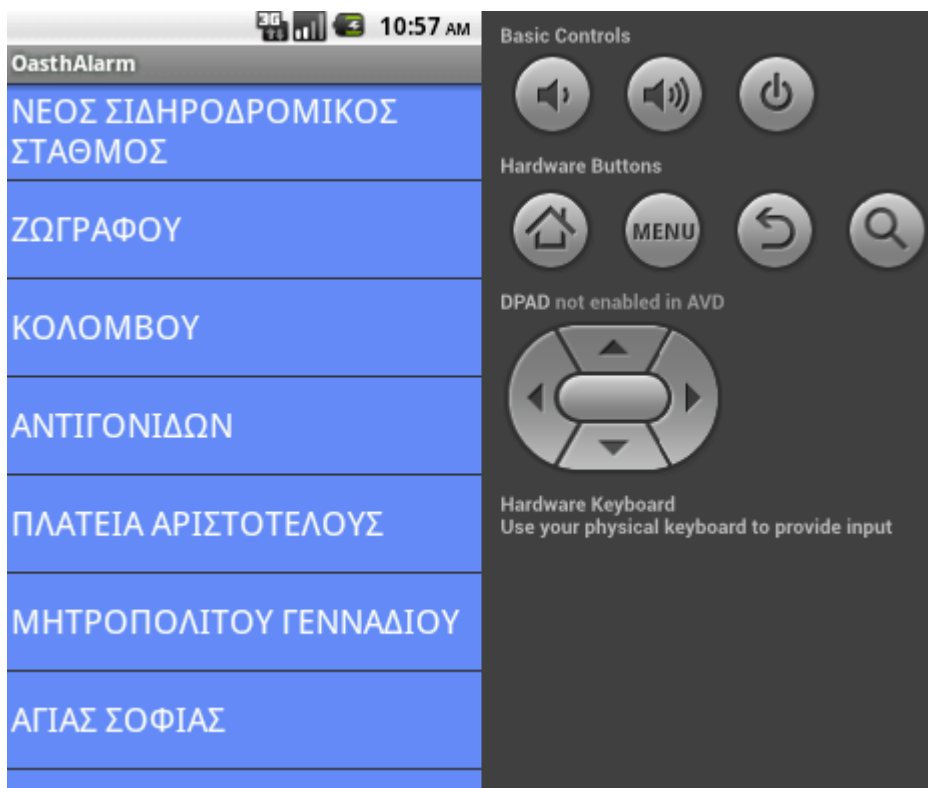 3G
10:57 AM
OasthAlarm
ΝΕΟΣ ΣΙΔΗΡΟΔΡΟΜΙΚΟΣ
ΣΤΑΘΜΟΣ
ΖΩΓΡΑΦΟΥ
ΚΟΛΟΜΒΟΥ
ΑΝΤΙΓΟΝΙΔΩΝ
ΠΛΑΤΕΙΑ ΑΡΙΣΤΟΤΕΛΟΥΣ
ΜΗΤΡΟΠΟΛΙΤΟΥ ΓΕΝΝΑΔΙΟΥ
ΑΓΙΑΣ ΣΟΦΙΑΣ
Basic Controls
Hardware Buttons
MENU
DPAD not enabled in AVD
Hardware Keyboard
Use your physical keyboard to provide input